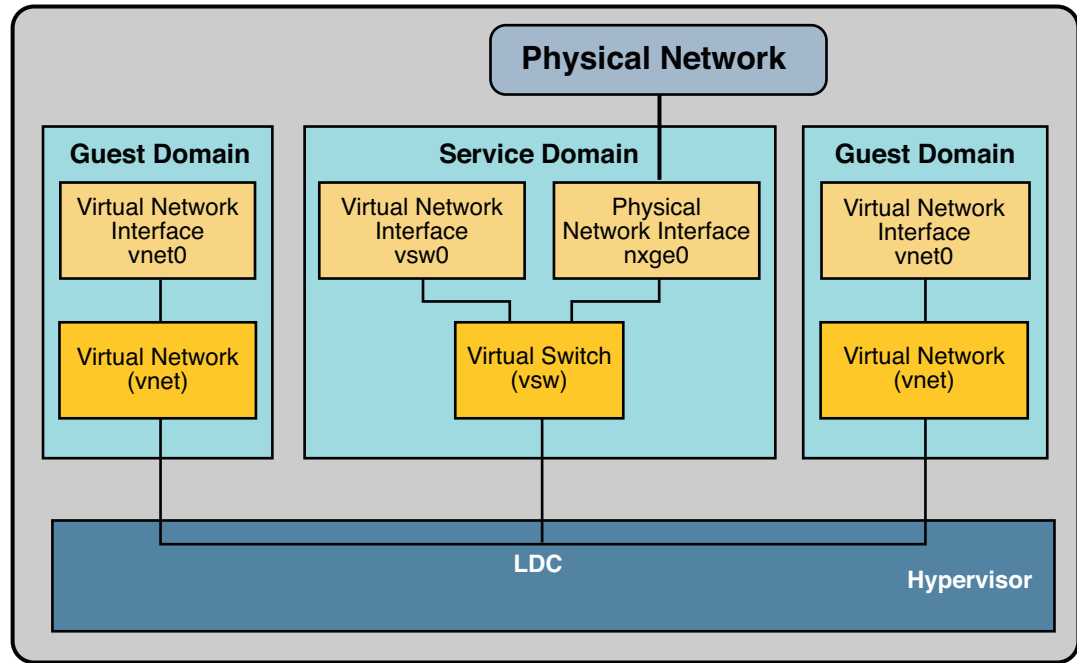 Physical Network
Guest Domain
Virtual Network
Interface
vnet0
Virtual Network
(vnet)
Service Domain
Virtual Network
Interface
vsw0
Physical
Network Interface
nxge0
Virtual Switch
(vsw)
Guest Domain
Virtual Network
Interface
vnet0
Virtual Network
(vnet)
LDC
Hypervisor